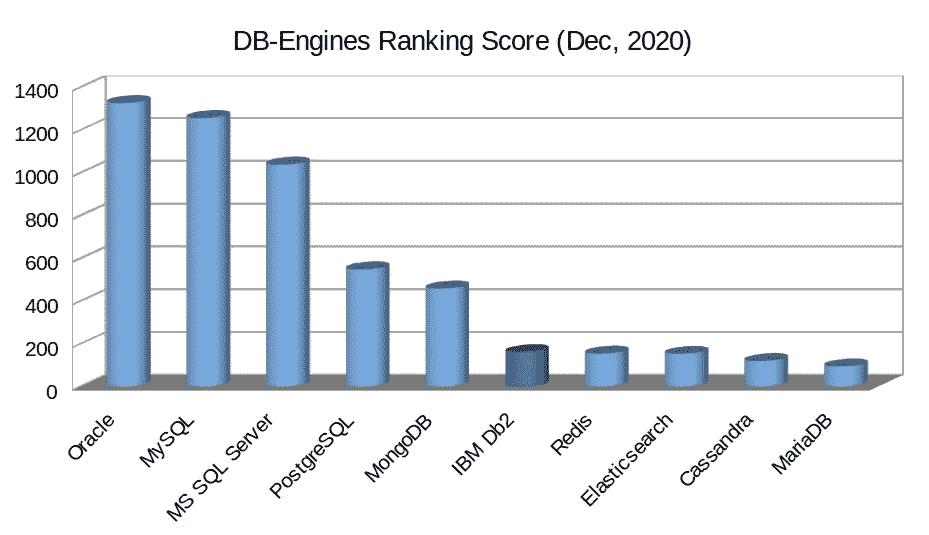 DB-Engines Ranking Score (Dec, 2020)
1400
1200
1000
800
600
400
200
0
Oracle
MySQL
MS SQL Server
PostgreSQL
MongoDB
IBM Db2
Redis
Elasticsearch
Cassandra
MariaDB